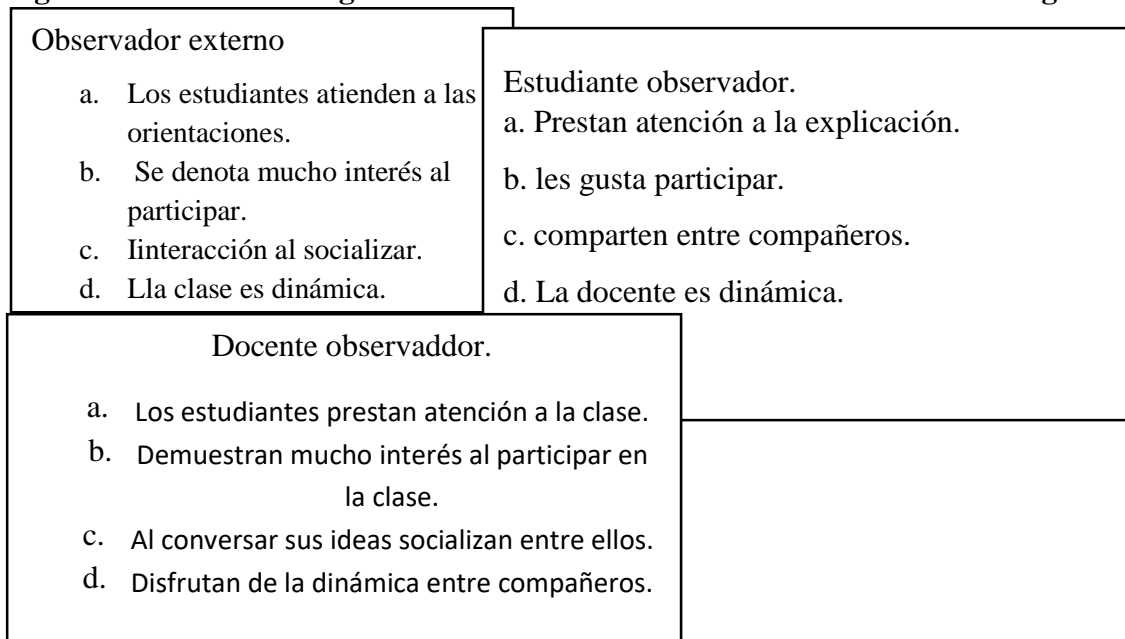 Observador externo
a. Los estudiantes atienden a las
orientaciones.
b. Se denota mucho interés al
participar.
c. Iinteracción al socializar.
d. Lla clase es dinámica.
Estudiante observador.
a. Prestan atención a la explicación.
b. les gusta participar.
c. comparten entre compañeros.
d. La docente es dinámica.
Docente observaddor.
a. Los estudiantes prestan atención a la clase.
b. Demuestran mucho interés al participar en
la clase.
c. Al conversar sus ideas socializan entre ellos.
d. Disfrutan de la dinámica entre compañeros.